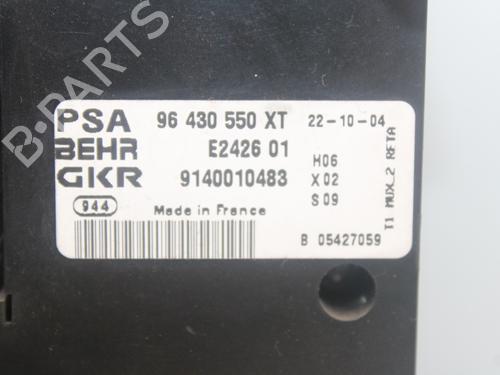 PSA 96 430 550 XT 22-10-04
BEHR E2426 01 H06
GKR 9140010483 X02
S09
944 Made in France
B 05427059
T1 MUX_2 RFTA
B-PARTS